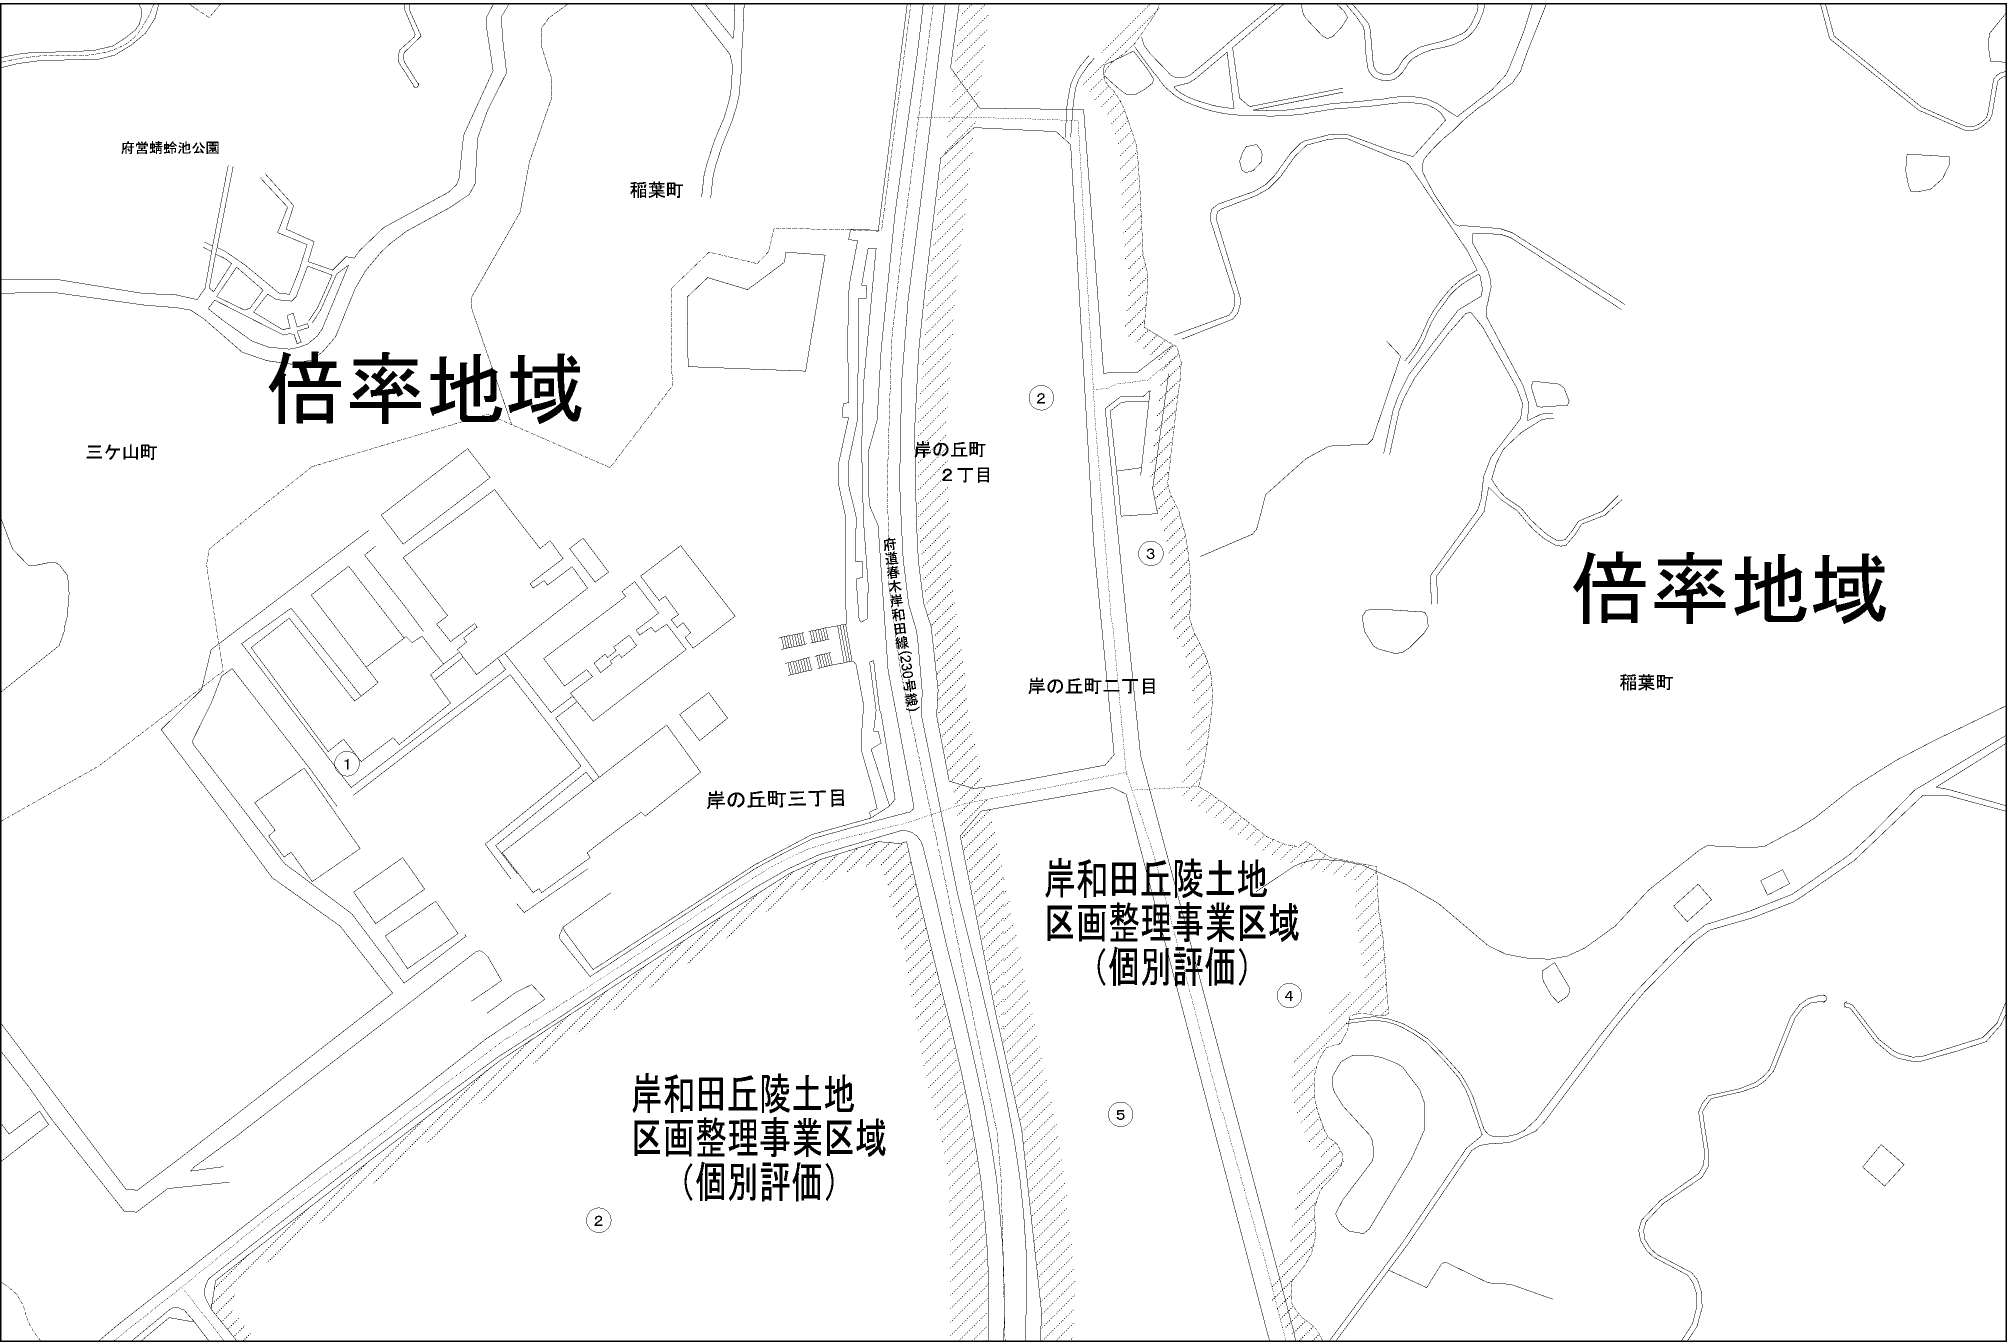 府営蜻蛉池公園
稲葉町
倍率地域
三ケ山町
②
岸の丘町
２丁目
③
倍率地域
府道春木岸和田線(230号線)
岸の丘町二丁目
稲葉町
①
岸の丘町三丁目
岸和田丘陵土地
区画整理事業区域
（個別評価）
④
岸和田丘陵土地
区画整理事業区域
（個別評価）
⑤
②